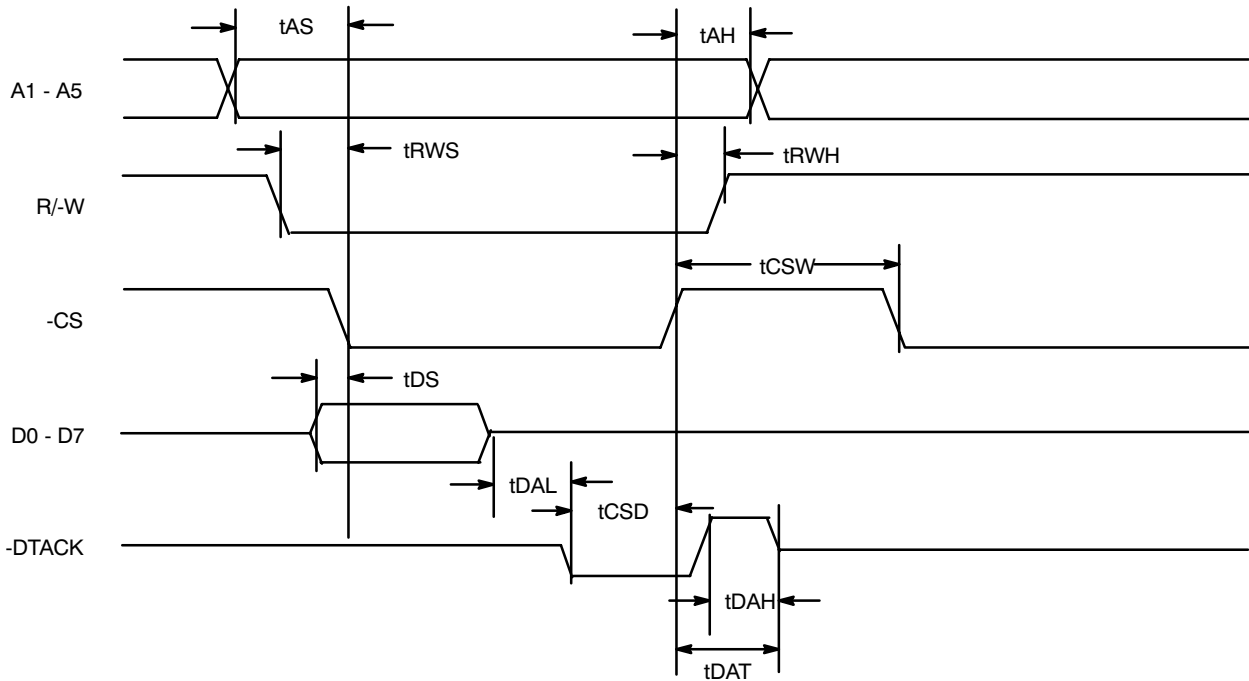 tAS
tAH
A1 - A5
tRWS
tRWH
R/-W
tCSW
-CS
tDS
D0 - D7
tDAL
tCSD
-DTACK
tDAH
tDAT